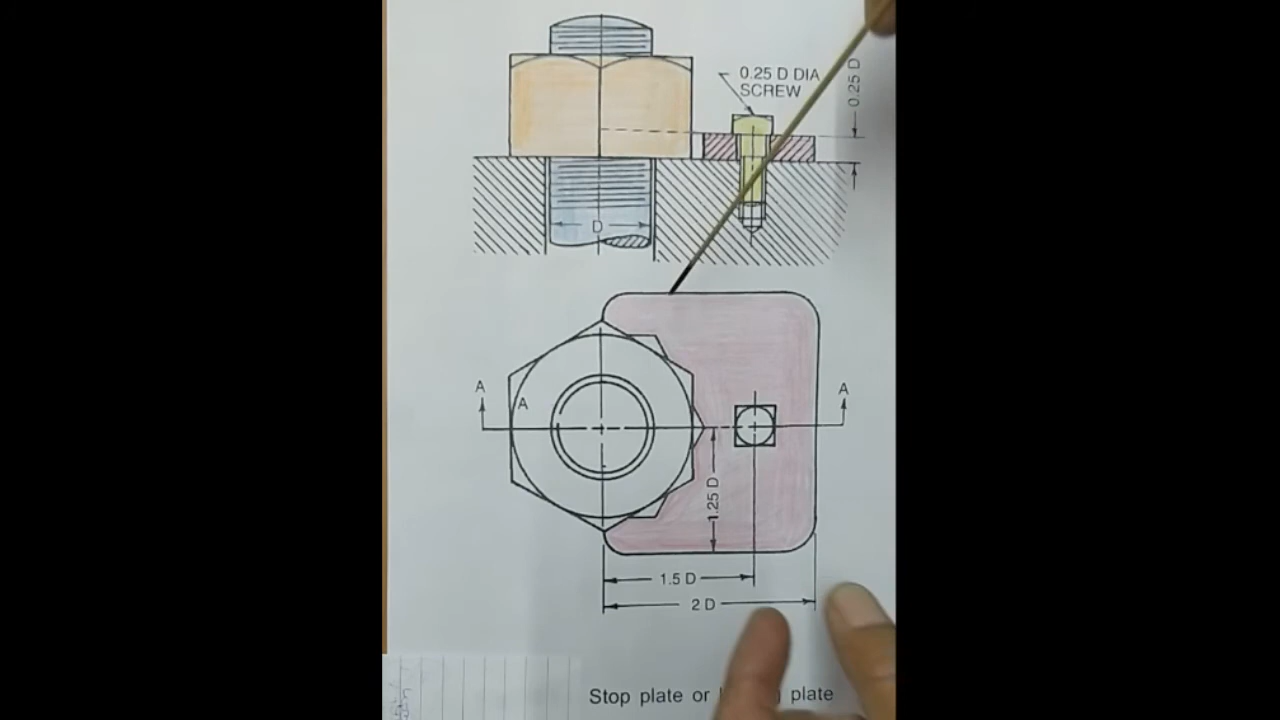 0.25 D DIA
SCREW
0.25 D
D
A
A
A
1.25 D
1.5 D
2 D
Stop plate or plate